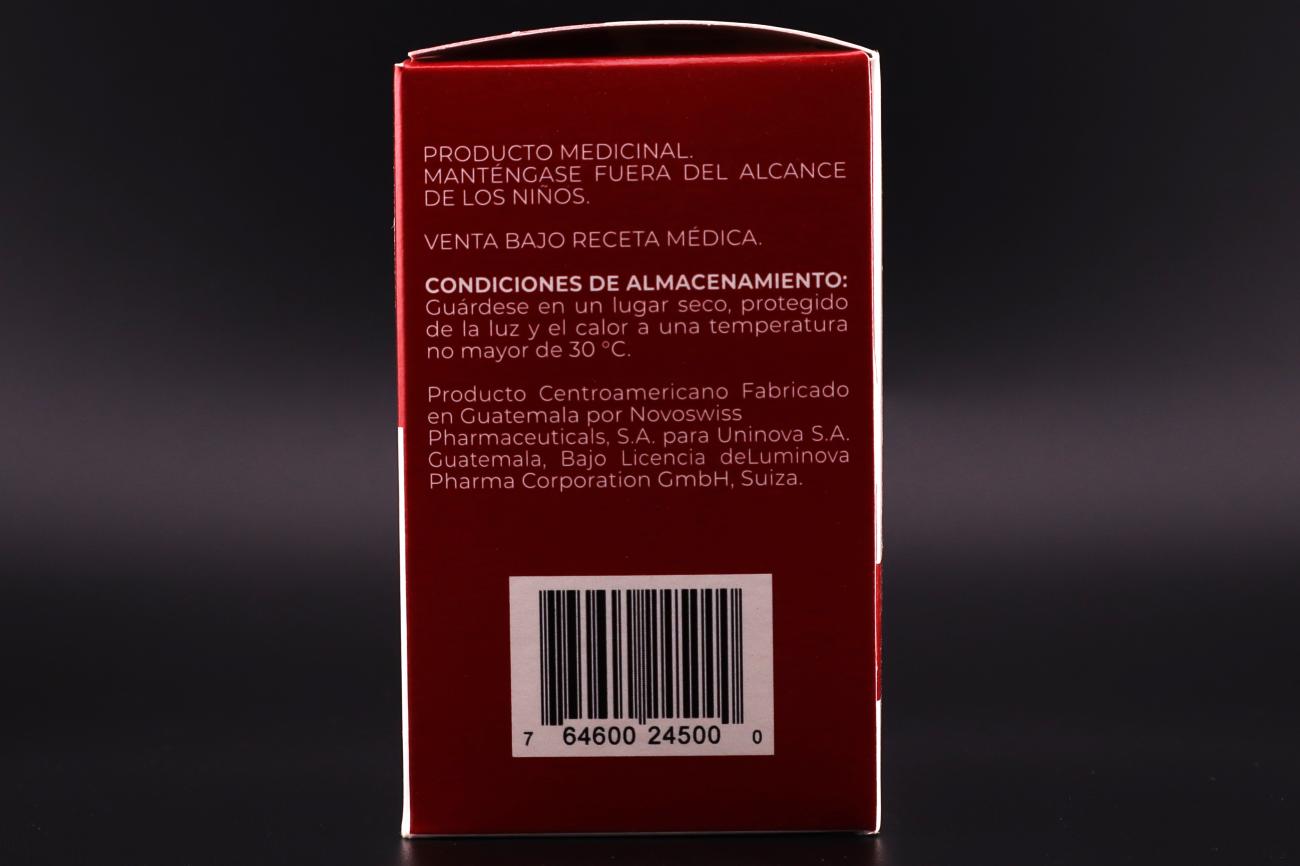 PRODUCTO MEDICINAL.
MANTÉNGASE FUERA DEL ALCANCE
DE LOS NIÑOS.
VENTA BAJO RECETA MÉDICA.
CONDICIONES DE ALMACENAMIENTO:
Guárdese en un lugar seco, protegido
de la luz y el calor a una temperatura
no mayor de 30 °C.
Producto Centroamericano Fabricado
en Guatemala por Novoswiss
Pharmaceuticals, S.A. para Uninova S.A.
Guatemala, Bajo Licencia deLuminova
Pharma Corporation GmbH, Suiza.
7 64600 24500 0